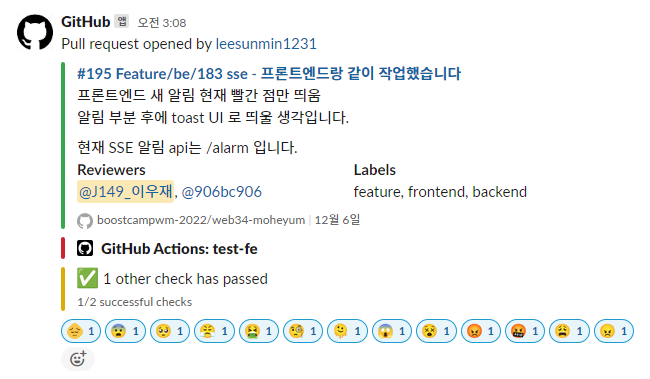 GitHub 앱 오전 3:08
Pull request opened by leesunmin1231
#195 Feature/be/183 sse - 프론트엔드랑 같이 작업했습니다
프론트엔드 새 알림 현재 빨간 점만 띄움
알림 부분 후에 toast UI 로 띄울 생각입니다.
현재 SSE 알림 api는 /alarm 입니다.
Reviewers
@J149_이우재, @906bc906
Labels
feature, frontend, backend
boostcampwm-2022/web34-moheyum | 12월 6일
GitHub Actions: test-fe
✅ 1 other check has passed
1/2 successful checks
1 1 1 1 1 1 1 1 1 1 1 1 1